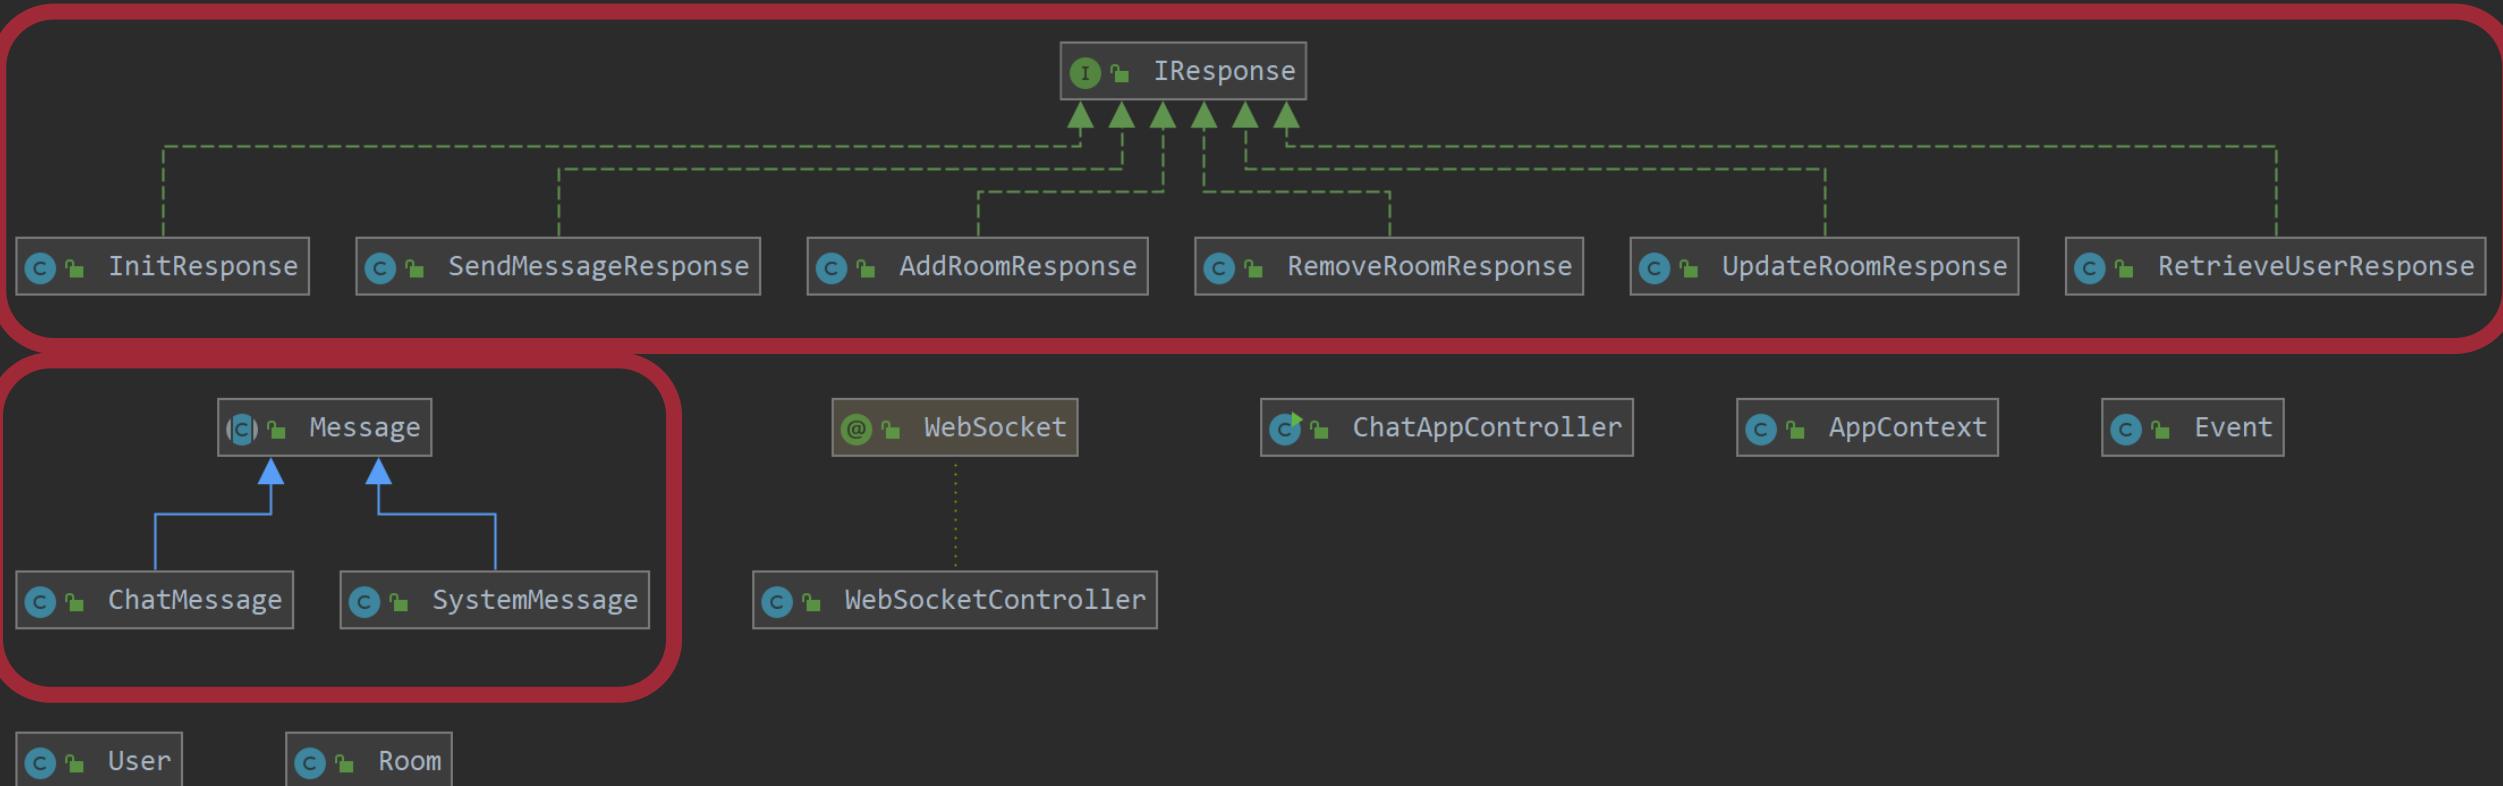 IResponse
InitResponse
SendMessageResponse
AddRoomResponse
RemoveRoomResponse
UpdateRoomResponse
RetrieveUserResponse
Message
WebSocket
ChatAppController
AppContext
Event
ChatMessage
SystemMessage
WebSocketController
User
Room